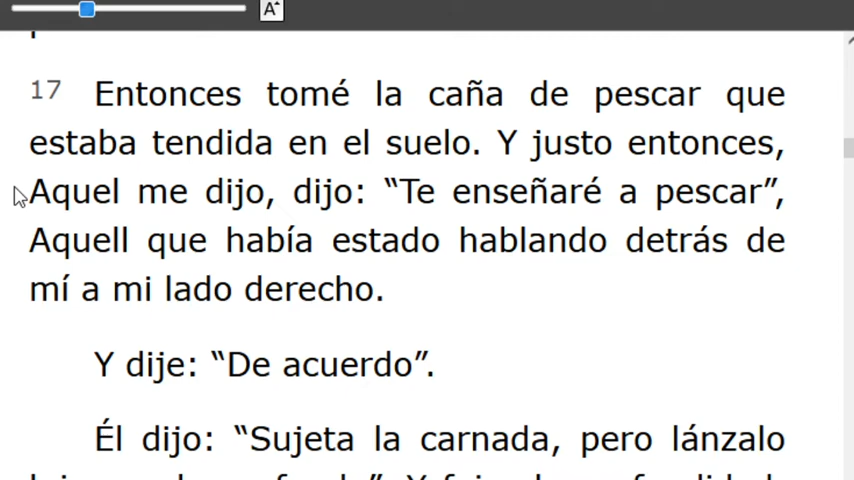 A
17 Entonces tomé la caña de pescar que
estaba tendida en el suelo. Y justo entonces,
Aquel me dijo, dijo: “Te enseñaré a pescar”,
Aquell que había estado hablando detrás de
mí a mi lado derecho.
Y dije: “De acuerdo”.
Él dijo: “Sujeta la carnada, pero lánzalo